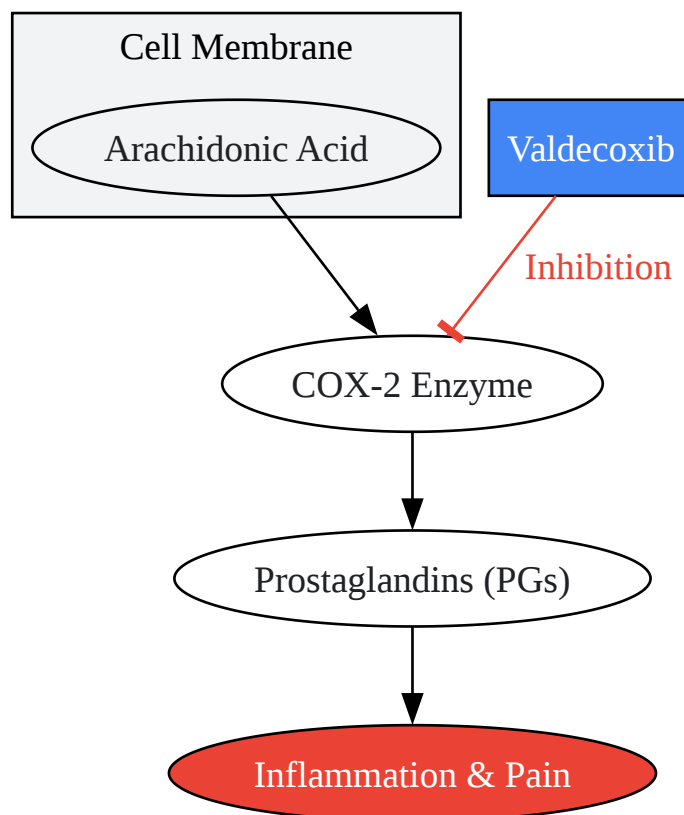 Cell Membrane
Arachidonic Acid
Valdecoxib
Inhibition
COX-2 Enzyme
Prostaglandins (PGs)
Inflammation & Pain